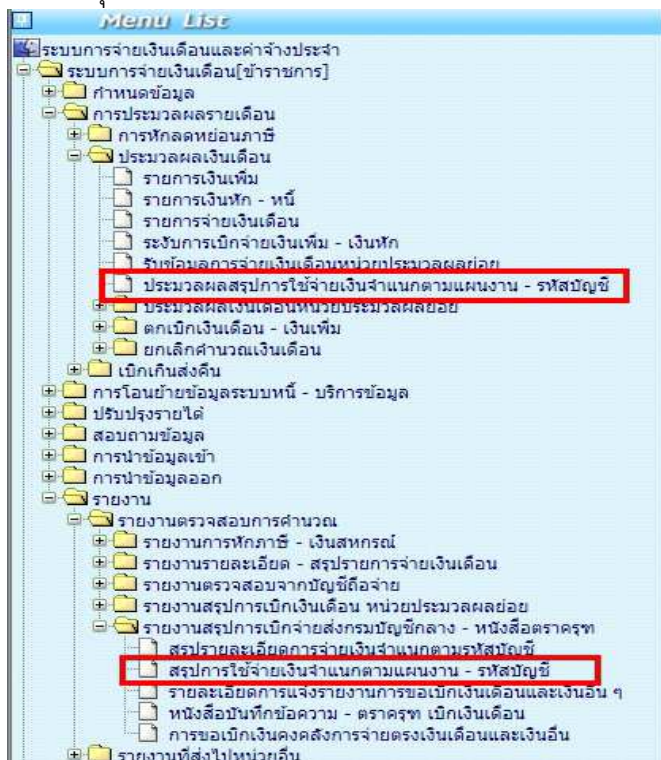 Menu List
ระบบการจ่ายเงินเดือนและค่าจ้างประจำ
ระบบการจ่ายเงินเดือน[ข้าราชการ]
กำหนดข้อมูล
การประมวลผลรายเดือน
การหักลดหย่อนภาษี
ประมวลผลเงินเดือน
รายการเงินเพิ่ม
รายการเงินหัก - หนี้
รายการจ่ายเงินเดือน
ระงับการเบิกจ่ายเงินเพิ่ม - เงินหัก
รับข้อมูลการจ่ายเงินเดือนหน่วยประมวลผลย่อย
ประมวลผลสรุปการใช้จ่ายเงินจำแนกตามแผนงาน - รหัสบัญชี
ประมวลผลเงินเดือนหน่วยประมวลผลย่อย
ตกเบิกเงินเดือน - เงินเพิ่ม
ยกเลิกคำนวณเงินเดือน
เบิกเกินส่งคืน
การโอนย้ายข้อมูลระบบหนี้ - บริการข้อมูล
ปรับปรุงรายได้
สอบถามข้อมูล
การนำข้อมูลเข้า
การนำข้อมูลออก
รายงาน
รายงานตรวจสอบการคำนวณ
รายงานการหักภาษี - เงินสหกรณ์
รายงานรายละเอียด - สรุปรายการจ่ายเงินเดือน
รายงานตรวจสอบจากบัญชีถือจ่าย
รายงานสรุปการเบิกเงินเดือน หน่วยประมวลผลย่อย
รายงานสรุปการเบิกจ่ายส่งกรมบัญชีกลาง - หนังสือตราครุฑ
สรุปรายละเอียดการจ่ายเงินจำแนกตามรหัสบัญชี
สรุปการใช้จ่ายเงินจำแนกตามแผนงาน - รหัสบัญชี
รายละเอียดการแจ้งรายงานการขอเบิกเงินเดือนและเงินอื่น ๆ
หนังสือบันทึกข้อความ - ตราครุฑ เบิกเงินเดือน
การขอเบิกเงินคงคลังการจ่ายตรงเงินเดือนและเงินอื่น
รายงานที่ส่งไปหน่วยอื่น